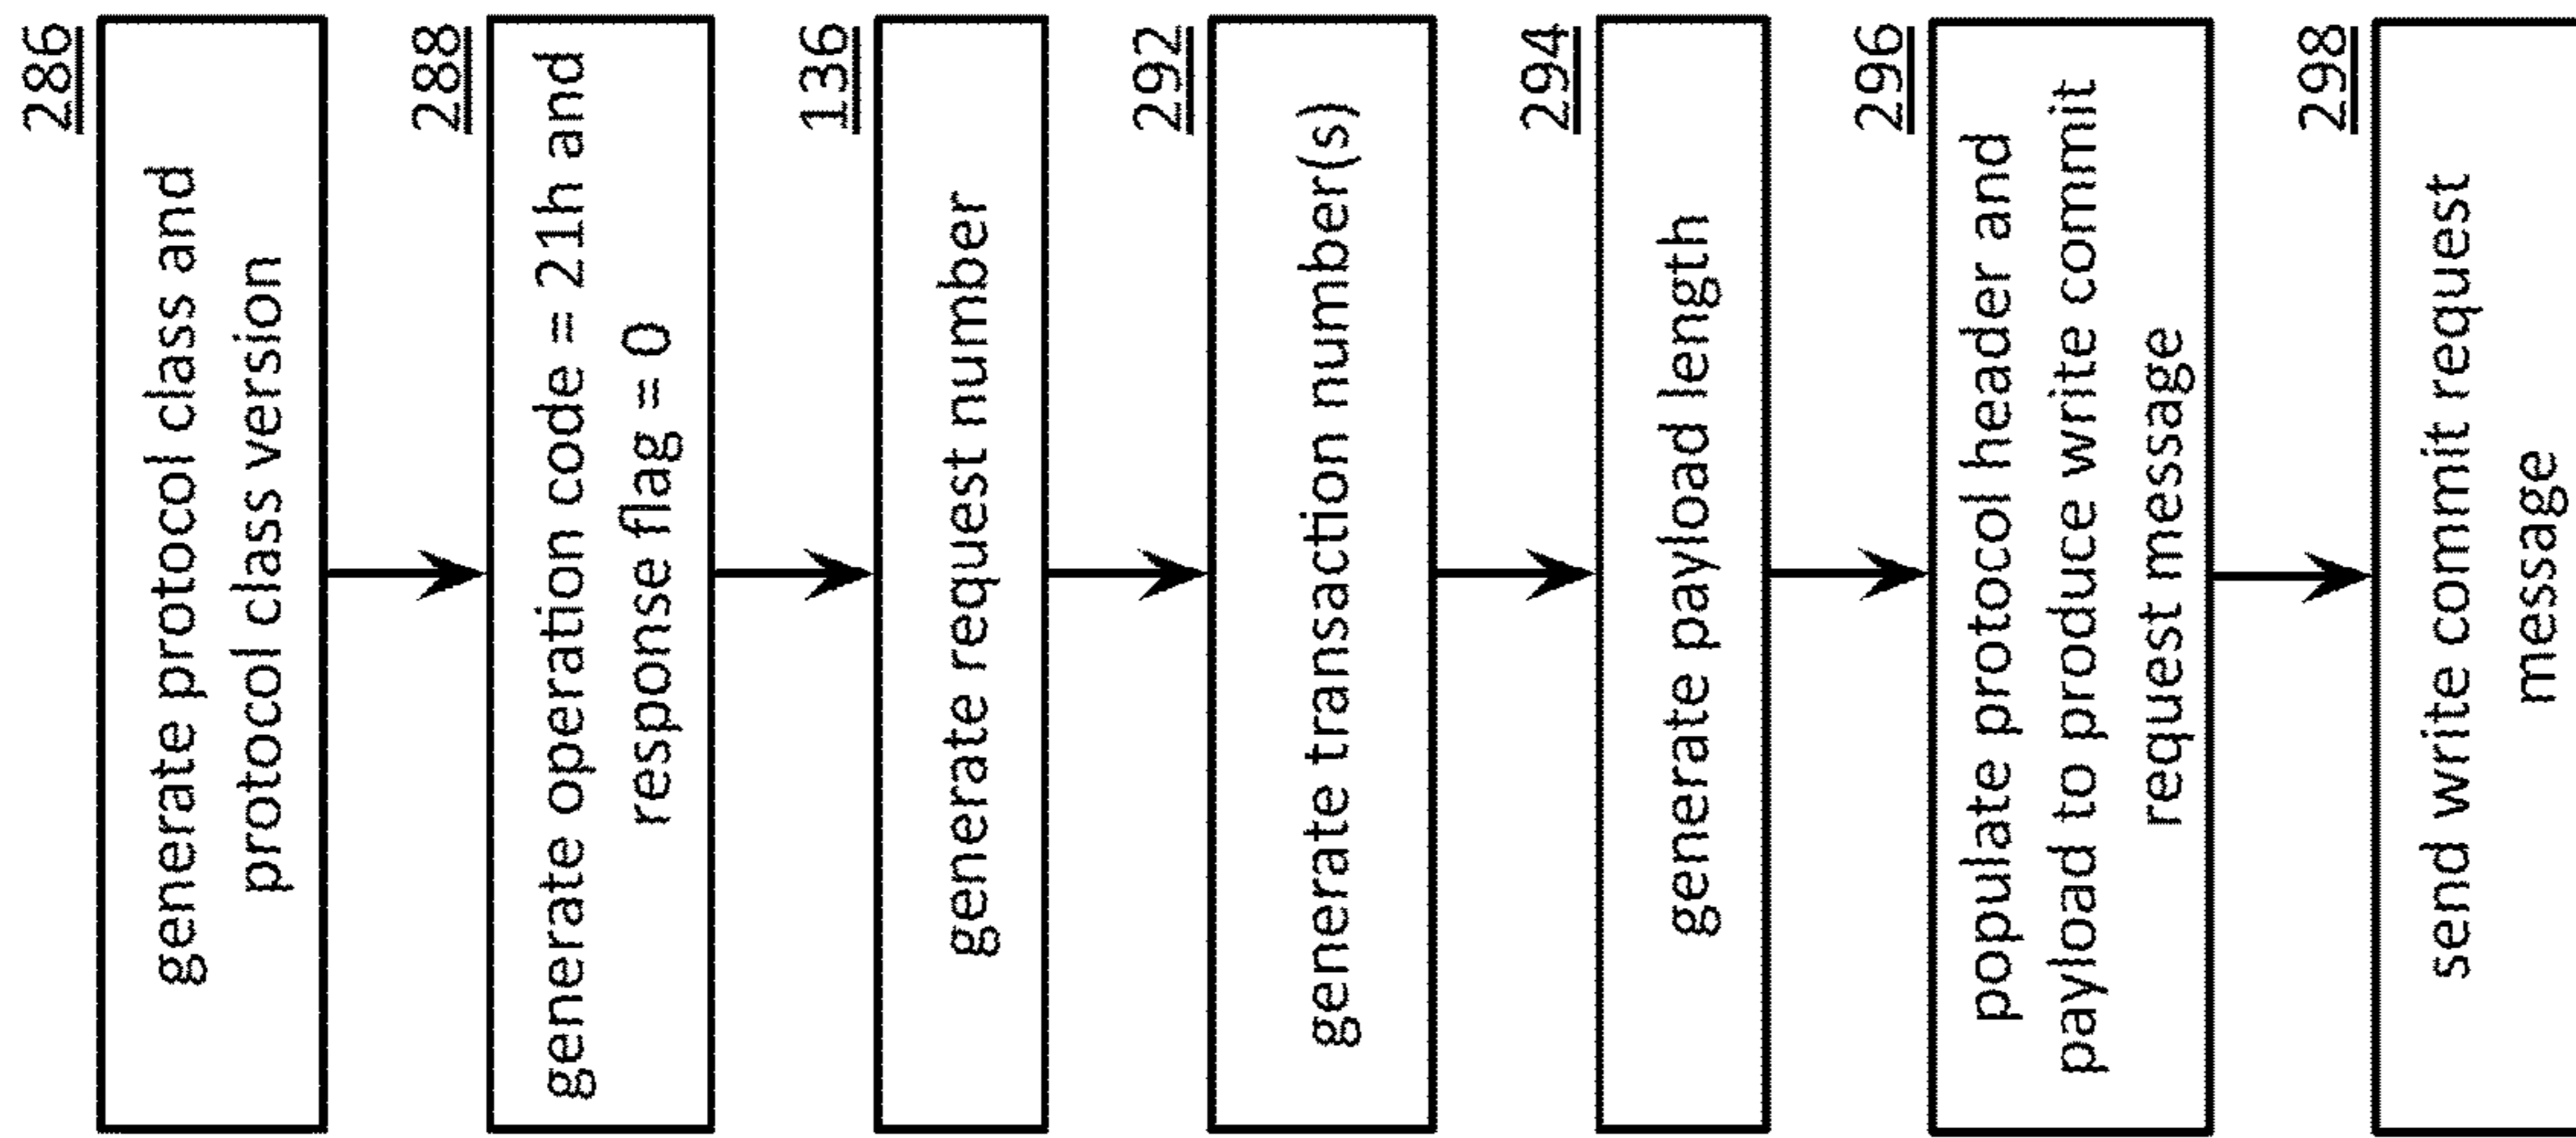 286
generate protocol class and
protocol class version
288
generate operation code = 21h and
response flag = 0
136
generate request number
292
generate transaction number(s)
294
generate payload length
296
populate protocol header and
payload to produce write commit
request message
298
send write commit request
message